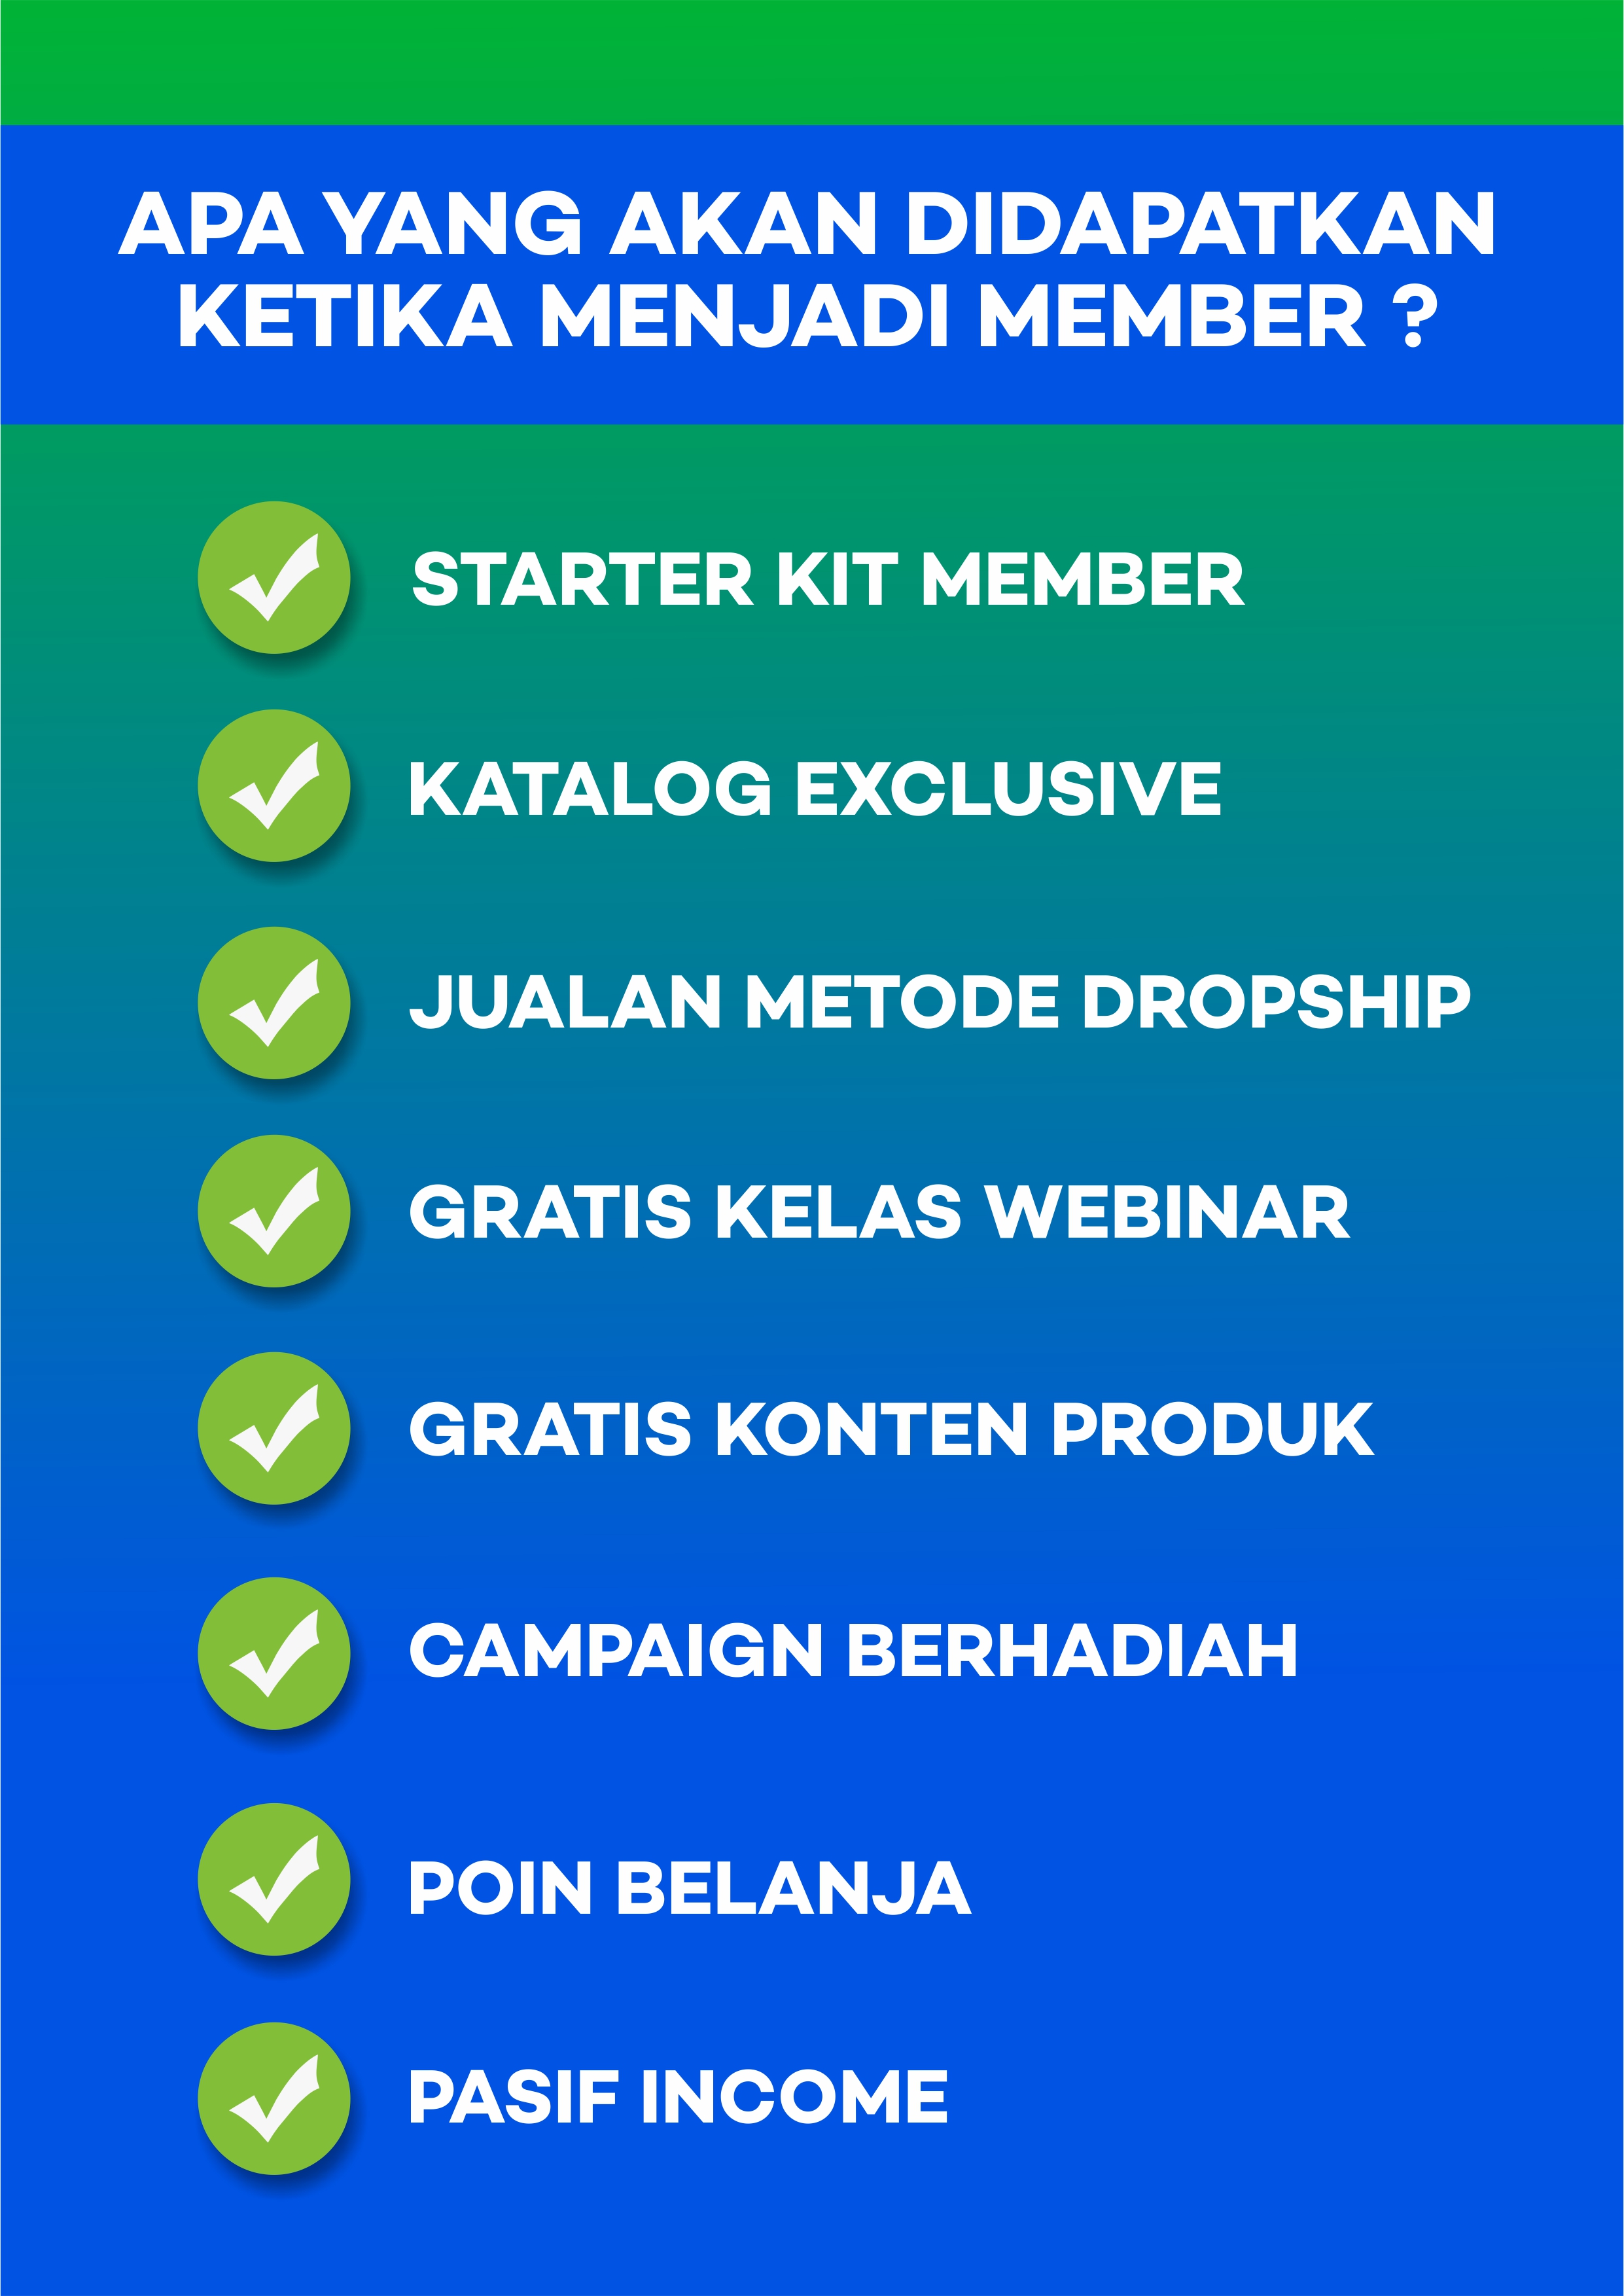 APA YANG AKAN DIDAPATKAN
KETIKA MENJADI MEMBER ?
STARTER KIT MEMBER
KATALOG EXCLUSIVE
JUALAN METODE DROPSHIP
GRATIS KELAS WEBINAR
GRATIS KONTEN PRODUK
CAMPAIGN BERHADIAH
POIN BELANJA
PASIF INCOME